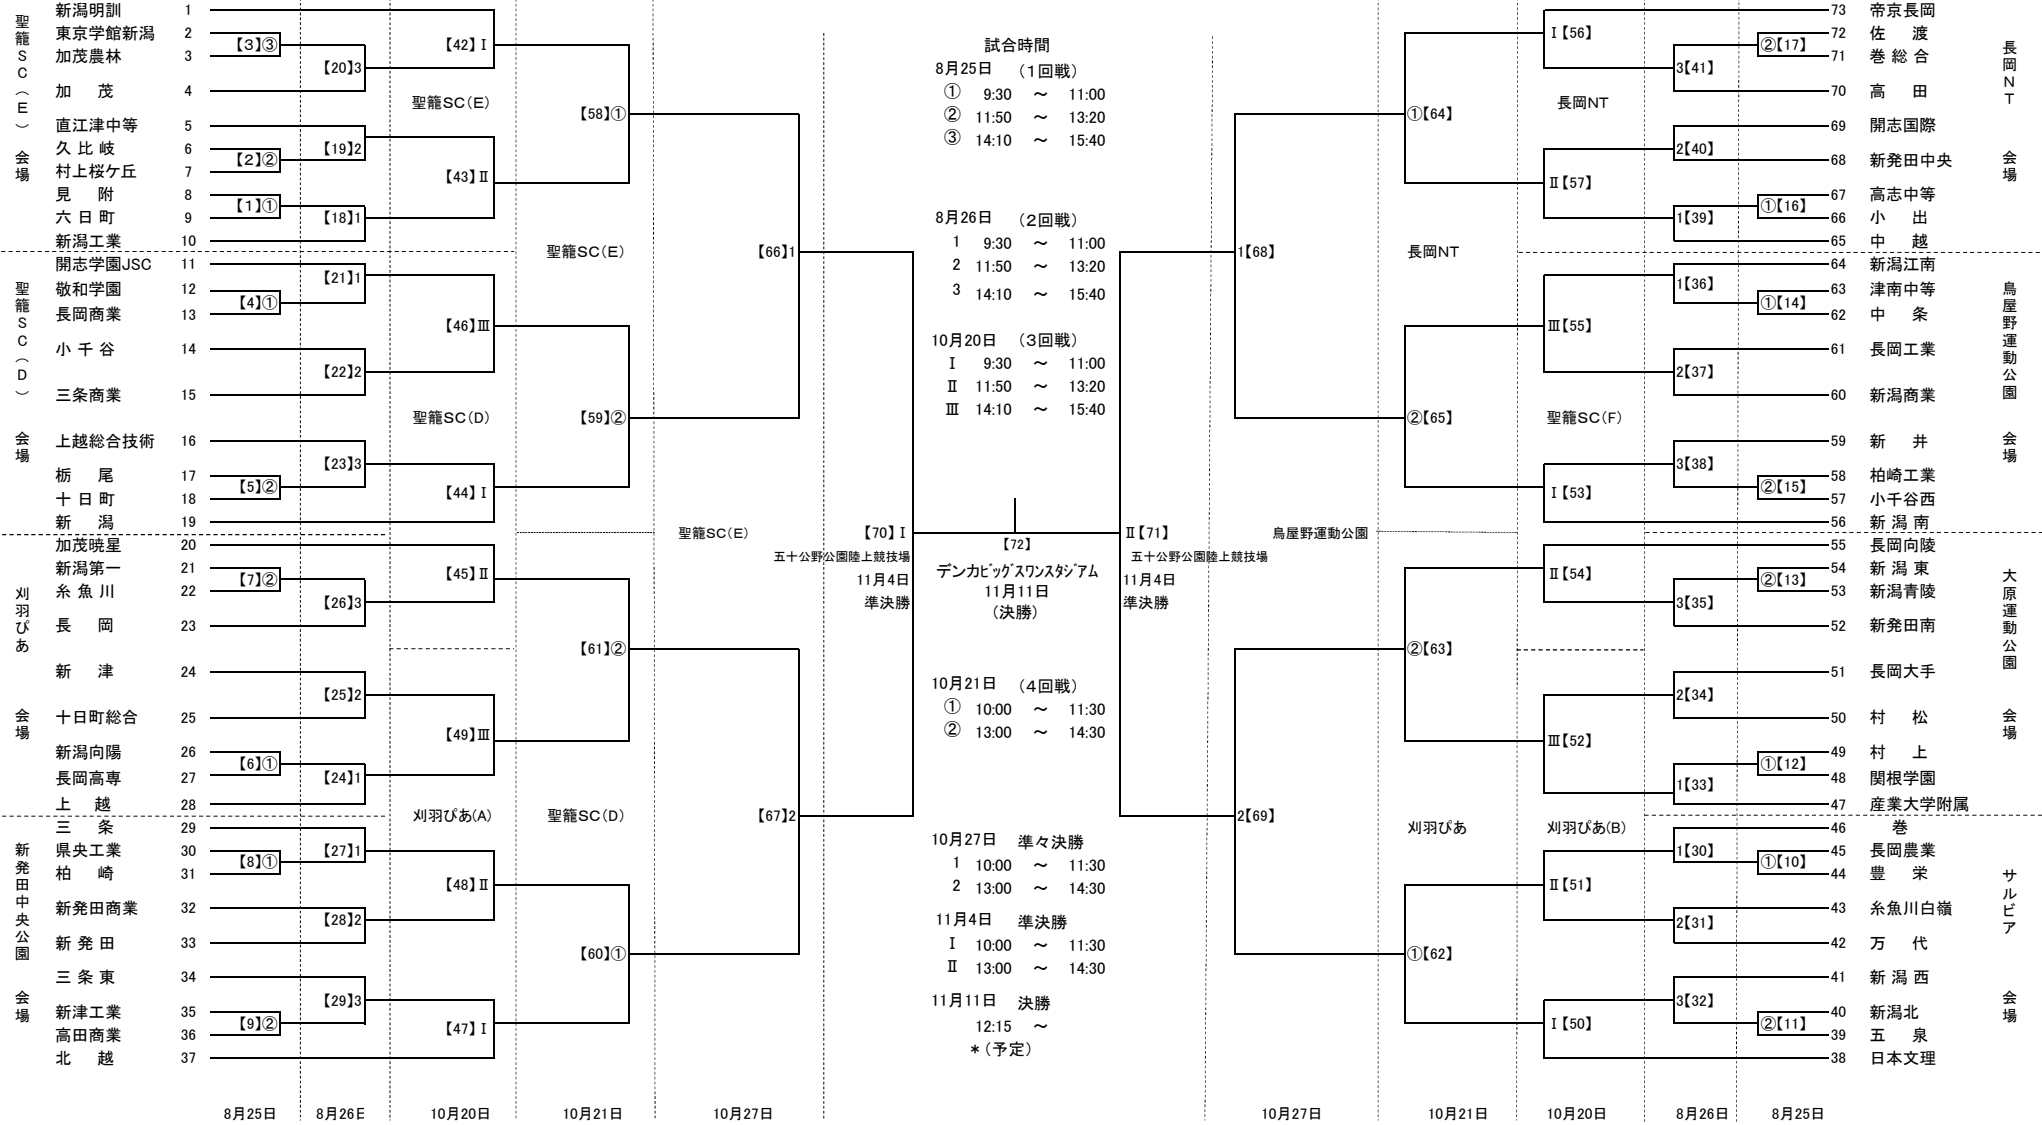 聖籠SC（E） 会場
新潟明訓 1
東京学館新潟 2
加茂農林 3
加茂 4
直江津中等 5
久比岐 6
村上桜ケ丘 7
見附 8
六日町 9
新潟工業 10
聖籠SC（D） 会場
開志学園JSC 11
敬和学園 12
長岡商業 13
小千谷 14
三条商業 15
上越総合技術 16
栃尾 17
十日町 18
新潟 19
刈羽ぴあ 会場
加茂暁星 20
新潟第一 21
糸魚川 22
長岡 23
新津 24
十日町総合 25
新潟向陽 26
長岡高専 27
上越 28
新発田中央公園 会場
三条 29
県央工業 30
柏崎 31
新発田商業 32
新発田 33
三条東 34
新津工業 35
高田商業 36
北越 37
【3】③
【2】②
【1】①
【4】①
【5】②
【7】②
【6】①
【8】①
【9】②
【20】3
【19】2
【18】1
【21】1
【22】2
【23】3
【26】3
【25】2
【24】1
【27】1
【28】2
【29】3
【42】Ⅰ
聖籠SC（E）
【43】Ⅱ
【46】Ⅲ
聖籠SC（D）
【44】Ⅰ
【45】Ⅱ
【49】Ⅲ
刈羽ぴあ（A）
【48】Ⅱ
【47】Ⅰ
【58】①
聖籠SC（E）
【59】②
【61】②
聖籠SC（D）
【60】①
【66】1
聖籠SC（E）
【67】2
【70】Ⅰ
五十公野公園陸上競技場
11月4日
準決勝
試合時間
8月25日 （1回戦）
① 9:30 ～ 11:00
② 11:50 ～ 13:20
③ 14:10 ～ 15:40
8月26日 （2回戦）
1 9:30 ～ 11:00
2 11:50 ～ 13:20
3 14:10 ～ 15:40
10月20日 （3回戦）
Ⅰ 9:30 ～ 11:00
Ⅱ 11:50 ～ 13:20
Ⅲ 14:10 ～ 15:40
【72】
デンカビッグスワンスタジアム
11月11日
（決勝）
10月21日 （4回戦）
① 10:00 ～ 11:30
② 13:00 ～ 14:30
10月27日 準々決勝
1 10:00 ～ 11:30
2 13:00 ～ 14:30
11月4日 準決勝
Ⅰ 10:00 ～ 11:30
Ⅱ 13:00 ～ 14:30
11月11日 決勝
12:15 ～
*（予定）
Ⅱ【71】
五十公野公園陸上競技場
11月4日
準決勝
1【68】
鳥屋野運動公園
2【69】
①【64】
長岡NT
②【65】
②【63】
刈羽ぴあ
①【62】
Ⅰ【56】
長岡NT
Ⅱ【57】
Ⅲ【55】
聖籠SC（F）
Ⅰ【53】
Ⅱ【54】
Ⅲ【52】
刈羽ぴあ（B）
Ⅱ【51】
Ⅰ【50】
3【41】
2【40】
1【39】
1【36】
2【37】
3【38】
3【35】
2【34】
1【33】
1【30】
2【31】
3【32】
②【17】
①【16】
①【14】
②【15】
②【13】
①【12】
①【10】
②【11】
長岡NT 会場
73 帝京長岡
72 佐渡
71 巻総合
70 高田
69 開志国際
68 新発田中央
67 高志中等
66 小出
65 中越
鳥屋野運動公園 会場
64 新潟江南
63 津南中等
62 中条
61 長岡工業
60 新潟商業
59 新井
58 柏崎工業
57 小千谷西
56 新潟南
大原運動公園 会場
55 長岡向陵
54 新潟東
53 新潟青陵
52 新発田南
51 長岡大手
50 村松
49 村上
48 関根学園
47 産業大学附属
サルビア 会場
46 巻
45 長岡農業
44 豊栄
43 糸魚川白嶺
42 万代
41 新潟西
40 新潟北
39 五泉
38 日本文理
8月25日 8月26日 10月20日 10月21日 10月27日 10月27日 10月21日 10月20日 8月26日 8月25日